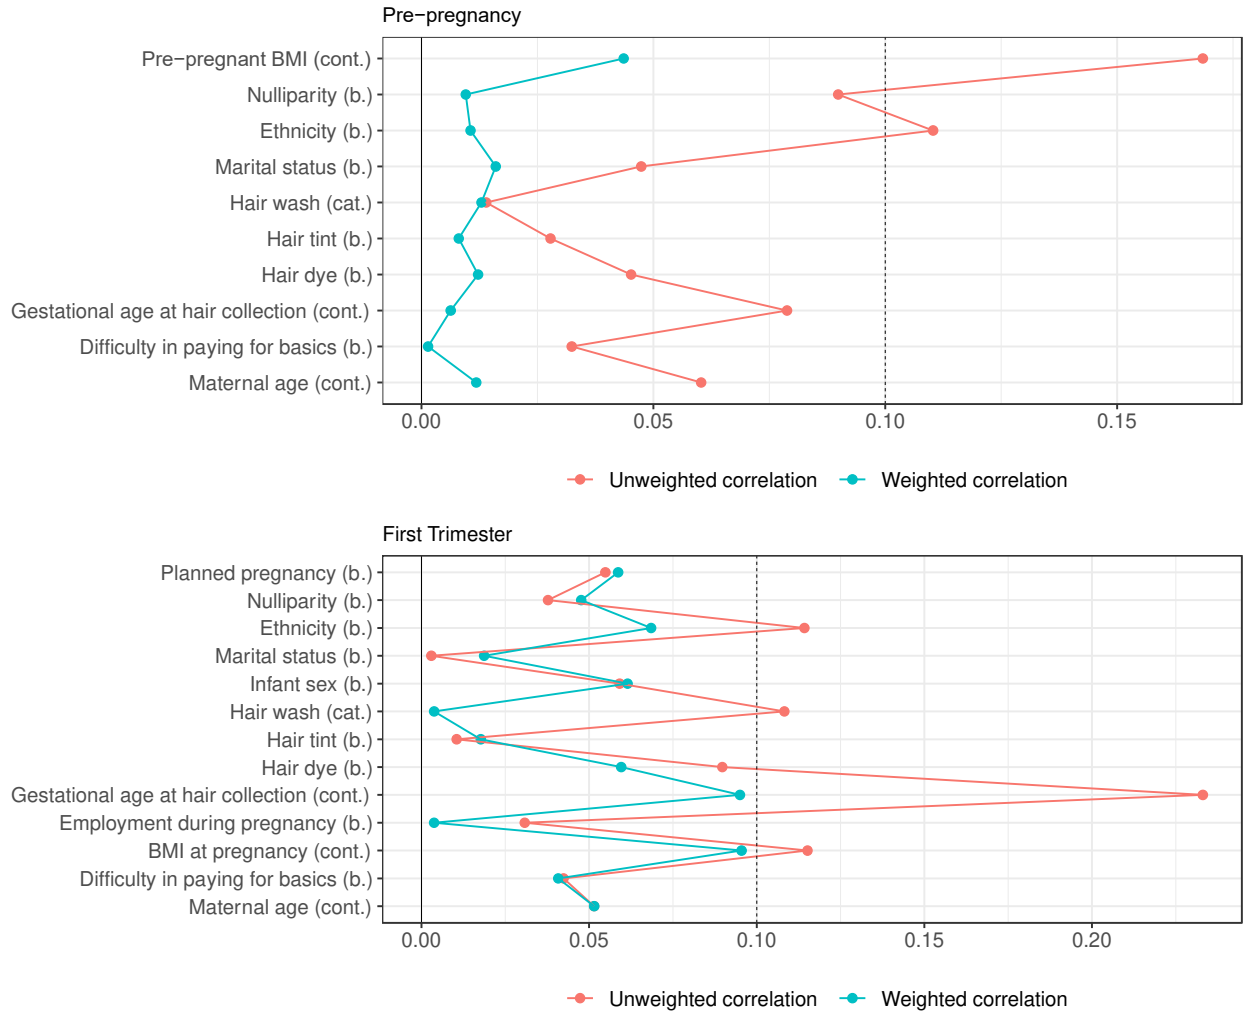 Pre−pregnancy
Pre−pregnant BMI (cont.)
Nulliparity (b.)
Ethnicity (b.)
Marital status (b.)
Hair wash (cat.)
Hair tint (b.)
Hair dye (b.)
Gestational age at hair collection (cont.)
Difficulty in paying for basics (b.)
Maternal age (cont.)
0.00 0.05 0.10 0.15
Unweighted correlation Weighted correlation
First Trimester
Planned pregnancy (b.)
Nulliparity (b.)
Ethnicity (b.)
Marital status (b.)
Infant sex (b.)
Hair wash (cat.)
Hair tint (b.)
Hair dye (b.)
Gestational age at hair collection (cont.)
Employment during pregnancy (b.)
BMI at pregnancy (cont.)
Difficulty in paying for basics (b.)
Maternal age (cont.)
0.00 0.05 0.10 0.15 0.20
Unweighted correlation Weighted correlation